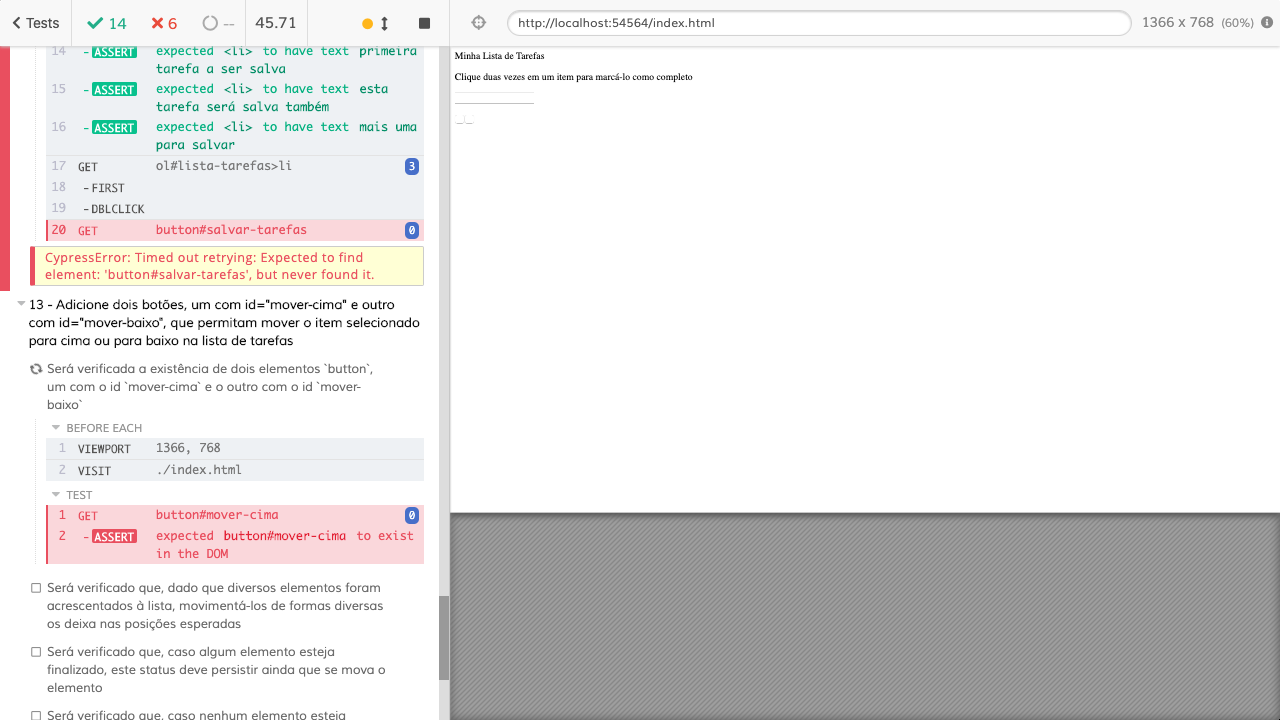 Tests
14
6
--
45.71
http://localhost:54564/index.html
1366 x 768 (60%)
14 - ASSERT expected <li> to have text primeira
tarefa a ser salva
15 - ASSERT expected <li> to have text esta
tarefa será salva também
16 - ASSERT expected <li> to have text mais uma
para salvar
17 GET ol#lista-tarefas>li 3
18 - FIRST
19 - DBLCLICK
20 GET button#salvar-tarefas 0
CypressError: Timed out retrying: Expected to find
element: 'button#salvar-tarefas', but never found it.
13 - Adicione dois botões, um com id="mover-cima" e outro
com id="mover-baixo", que permitam mover o item selecionado
para cima ou para baixo na lista de tarefas
Será verificada a existência de dois elementos `button`,
um com o id `mover-cima` e o outro com o id `mover-
baixo`
BEFORE EACH
1 VIEWPORT 1366, 768
2 VISIT ./index.html
TEST
1 GET button#mover-cima 0
2 - ASSERT expected button#mover-cima to exist
in the DOM
Será verificado que, dado que diversos elementos foram
acrescentados à lista, movimentá-los de formas diversas
os deixa nas posições esperadas
Será verificado que, caso algum elemento esteja
finalizado, este status deve persistir ainda que se mova o
elemento
Será verificado que, caso nenhum elemento esteja
Minha Lista de Tarefas
Clique duas vezes em um item para marcá-lo como completo